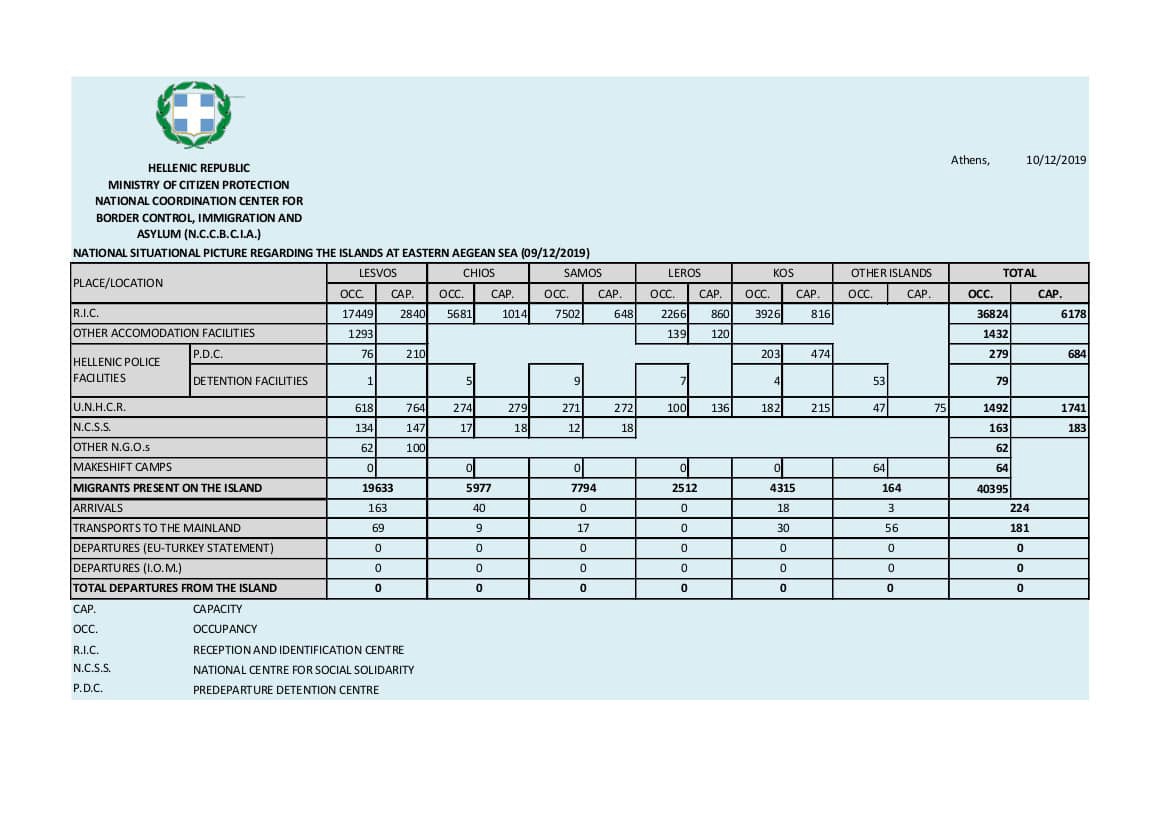 HELLENIC REPUBLIC
MINISTRY OF CITIZEN PROTECTION
NATIONAL COORDINATION CENTER FOR
BORDER CONTROL, IMMIGRATION AND
ASYLUM (N.C.C.B.C.I.A.)
Athens, 10/12/2019
NATIONAL SITUATIONAL PICTURE REGARDING THE ISLANDS AT EASTERN AEGEAN SEA (09/12/2019)
PLACE/LOCATION LESVOS CHIOS SAMOS LEROS KOS OTHER ISLANDS TOTAL
OCC. CAP. OCC. CAP. OCC. CAP. OCC. CAP. OCC. CAP. OCC. CAP. OCC. CAP.
R.I.C. 17449 2840 5681 1014 7502 648 2266 860 3926 816 36824 6178
OTHER ACCOMODATION FACILITIES 1293 139 120 1432
HELLENIC POLICE FACILITIES P.D.C. 76 210 203 474 279 684
DETENTION FACILITIES 1 5 9 7 4 53 79
U.N.H.C.R. 618 764 274 279 271 272 100 136 182 215 47 75 1492 1741
N.C.S.S. 134 147 17 18 12 18 163 183
OTHER N.G.O.s 62 100 62
MAKESHIFT CAMPS 0 0 0 0 0 64 64
MIGRANTS PRESENT ON THE ISLAND 19633 5977 7794 2512 4315 164 40395
ARRIVALS 163 40 0 0 18 3 224
TRANSPORTS TO THE MAINLAND 69 9 17 0 30 56 181
DEPARTURES (EU-TURKEY STATEMENT) 0 0 0 0 0 0 0
DEPARTURES (I.O.M.) 0 0 0 0 0 0 0
TOTAL DEPARTURES FROM THE ISLAND 0 0 0 0 0 0 0
CAP. CAPACITY
OCC. OCCUPANCY
R.I.C. RECEPTION AND IDENTIFICATION CENTRE
N.C.S.S. NATIONAL CENTRE FOR SOCIAL SOLIDARITY
P.D.C. PREDEPARTURE DETENTION CENTRE